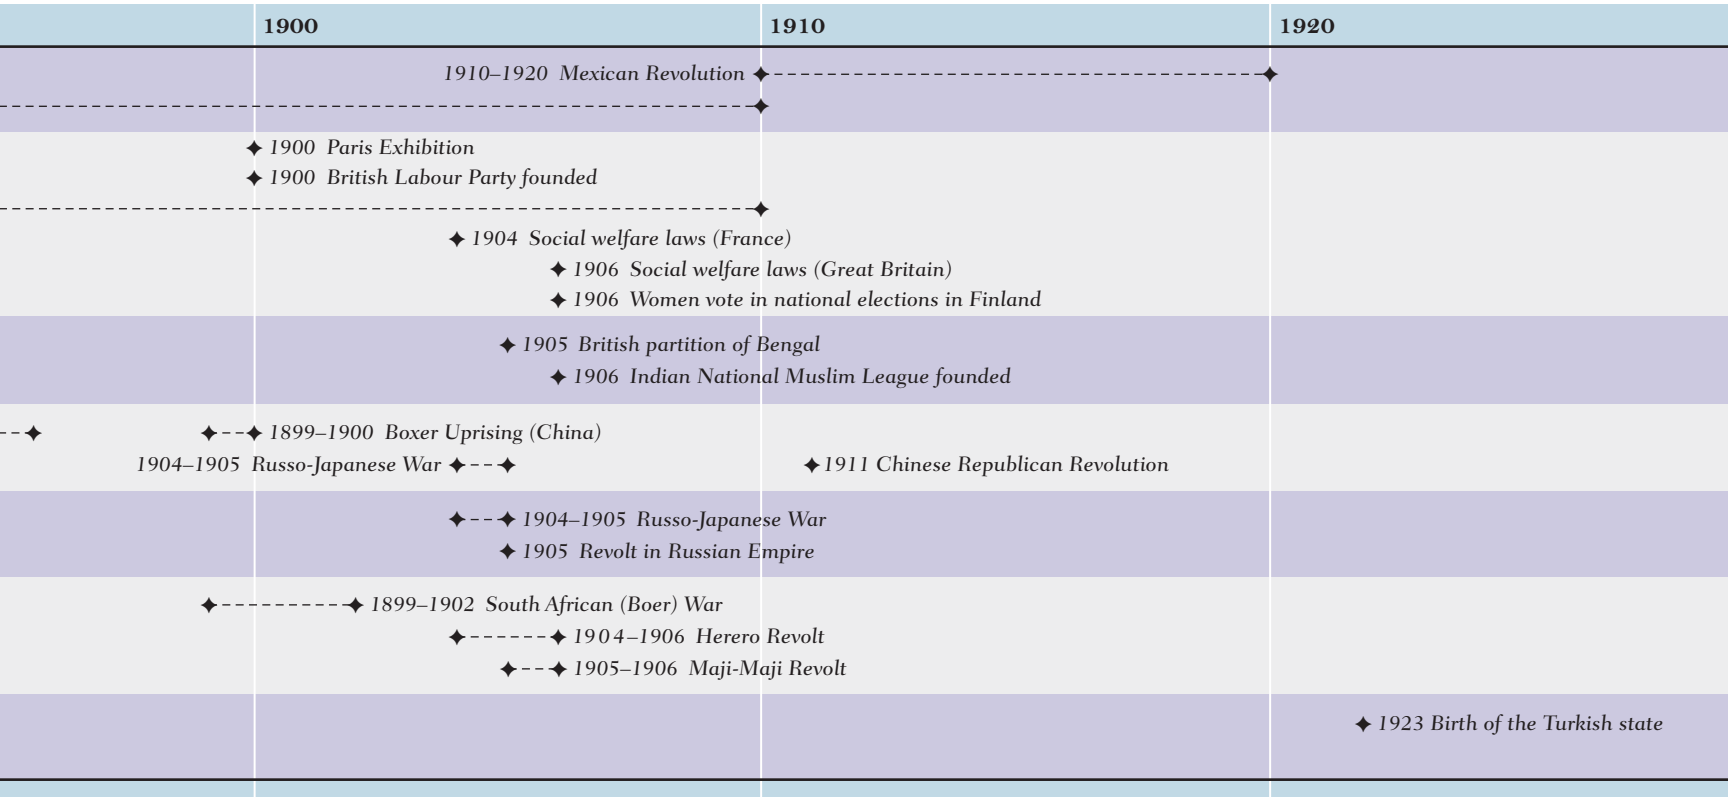 1900 1910 1920
1910–1920 Mexican Revolution
1900 Paris Exhibition
1900 British Labour Party founded
1904 Social welfare laws (France)
1906 Social welfare laws (Great Britain)
1906 Women vote in national elections in Finland
1905 British partition of Bengal
1906 Indian National Muslim League founded
1899–1900 Boxer Uprising (China)
1904–1905 Russo-Japanese War 1911 Chinese Republican Revolution
1904–1905 Russo-Japanese War
1905 Revolt in Russian Empire
1899–1902 South African (Boer) War
1904–1906 Herero Revolt
1905–1906 Maji-Maji Revolt
1923 Birth of the Turkish state